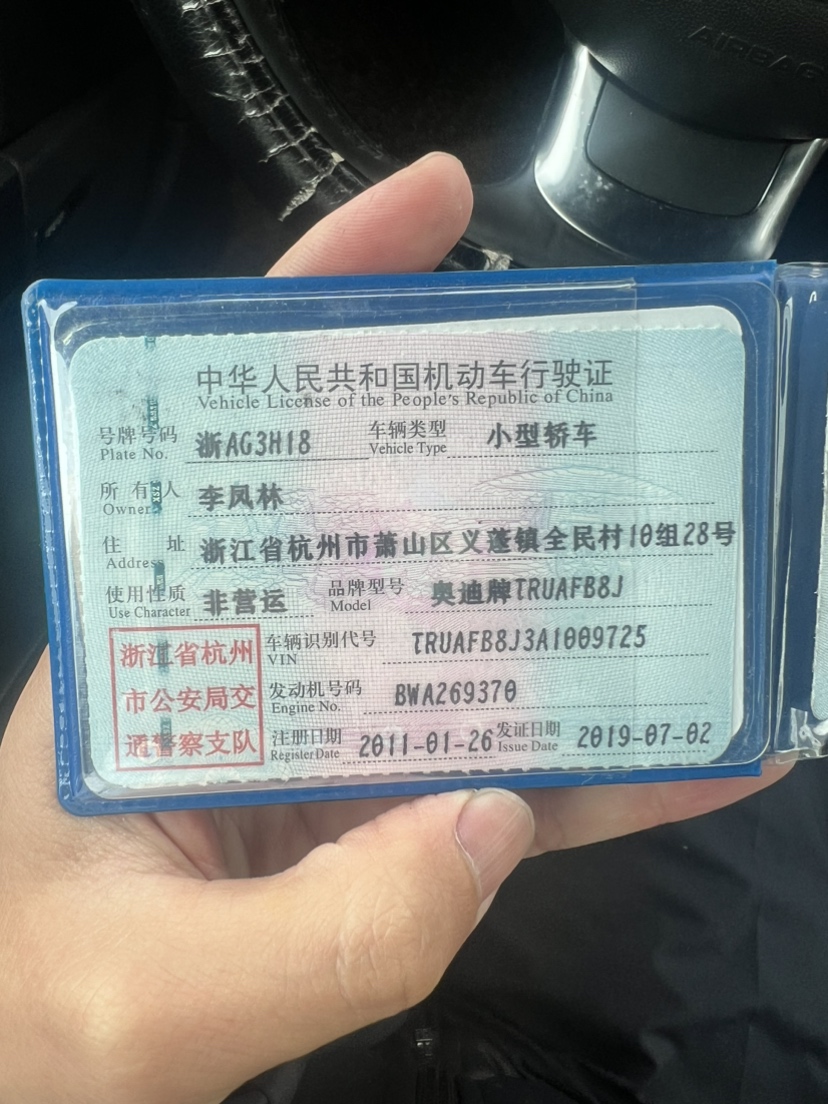 AIRBAG
中华人民共和国机动车行驶证
Vehicle License of the People's Republic of China
号牌号码 浙AG3H18 车辆类型 小型轿车
Plate No. Vehicle Type
所有人 李凤林
Owner
住址 浙江省杭州市萧山区义蓬镇全民村10组28号
Address
使用性质 非营运 品牌型号 奥迪牌TRUAFB8J
Use Character Model
浙江省杭州 车辆识别代号 TRUAFB8J3A1009725
VIN
市公安局交 发动机号码 BWA269370
Engine No.
通警察支队 注册日期 2011-01-26 发证日期 2019-07-02
Register Date Issue Date